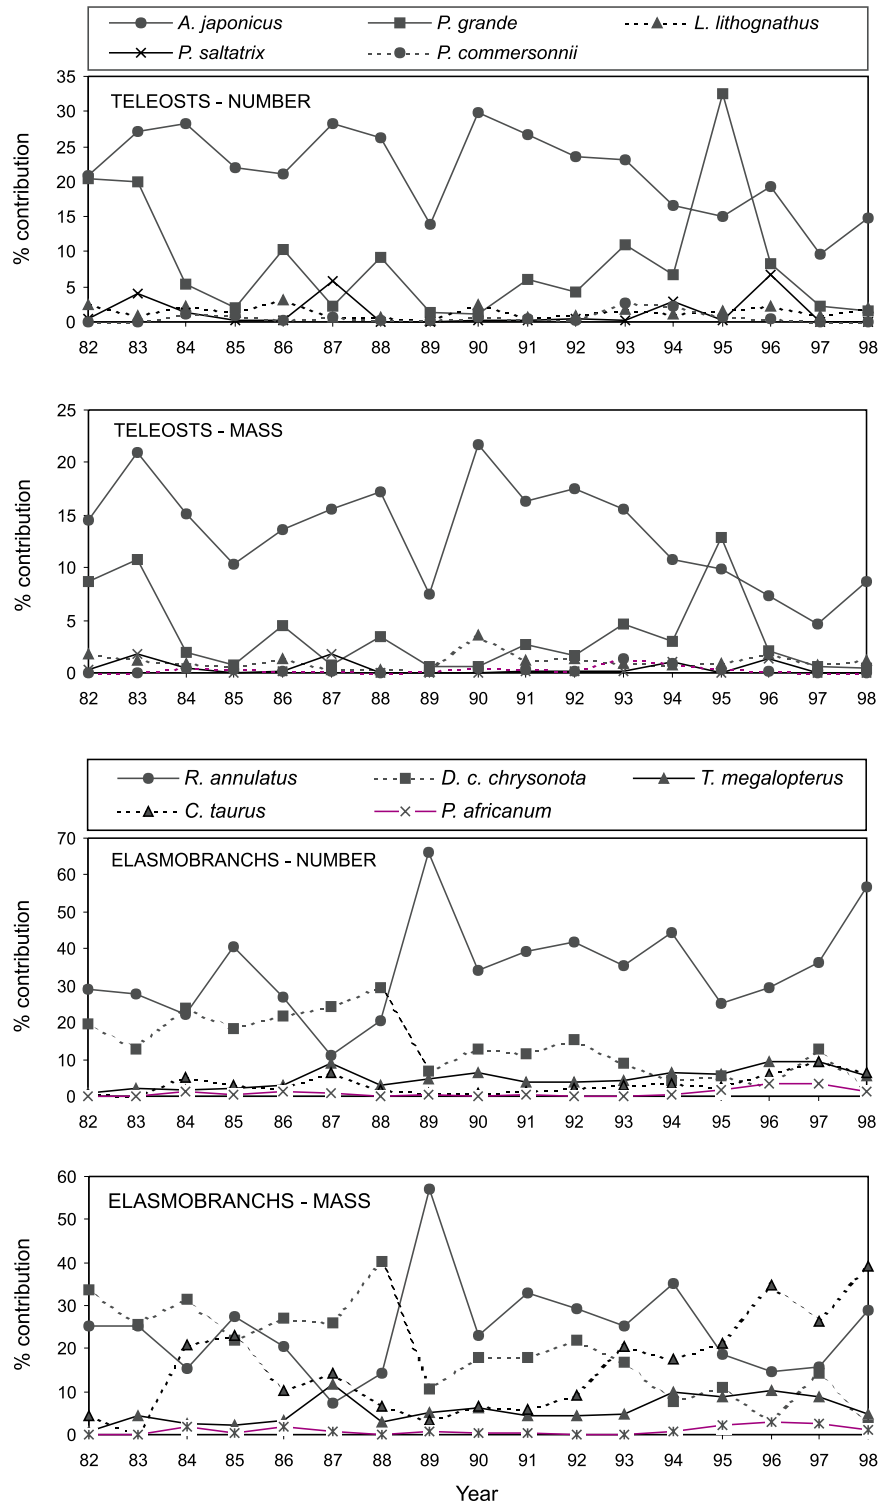 A. japonicus P. grande L. lithognathus
P. saltatrix P. commersonnii
TELEOSTS - NUMBER
% contribution
35
30
25
20
15
10
5
0
82 83 84 85 86 87 88 89 90 91 92 93 94 95 96 97 98
TELEOSTS - MASS
% contribution
25
20
15
10
5
0
82 83 84 85 86 87 88 89 90 91 92 93 94 95 96 97 98
R. annulatus D. c. chrysonota T. megalopterus
C. taurus P. africanum
ELASMOBRANCHS - NUMBER
% contribution
70
60
50
40
30
20
10
0
82 83 84 85 86 87 88 89 90 91 92 93 94 95 96 97 98
ELASMOBRANCHS - MASS
% contribution
60
50
40
30
20
10
0
82 83 84 85 86 87 88 89 90 91 92 93 94 95 96 97 98
Year